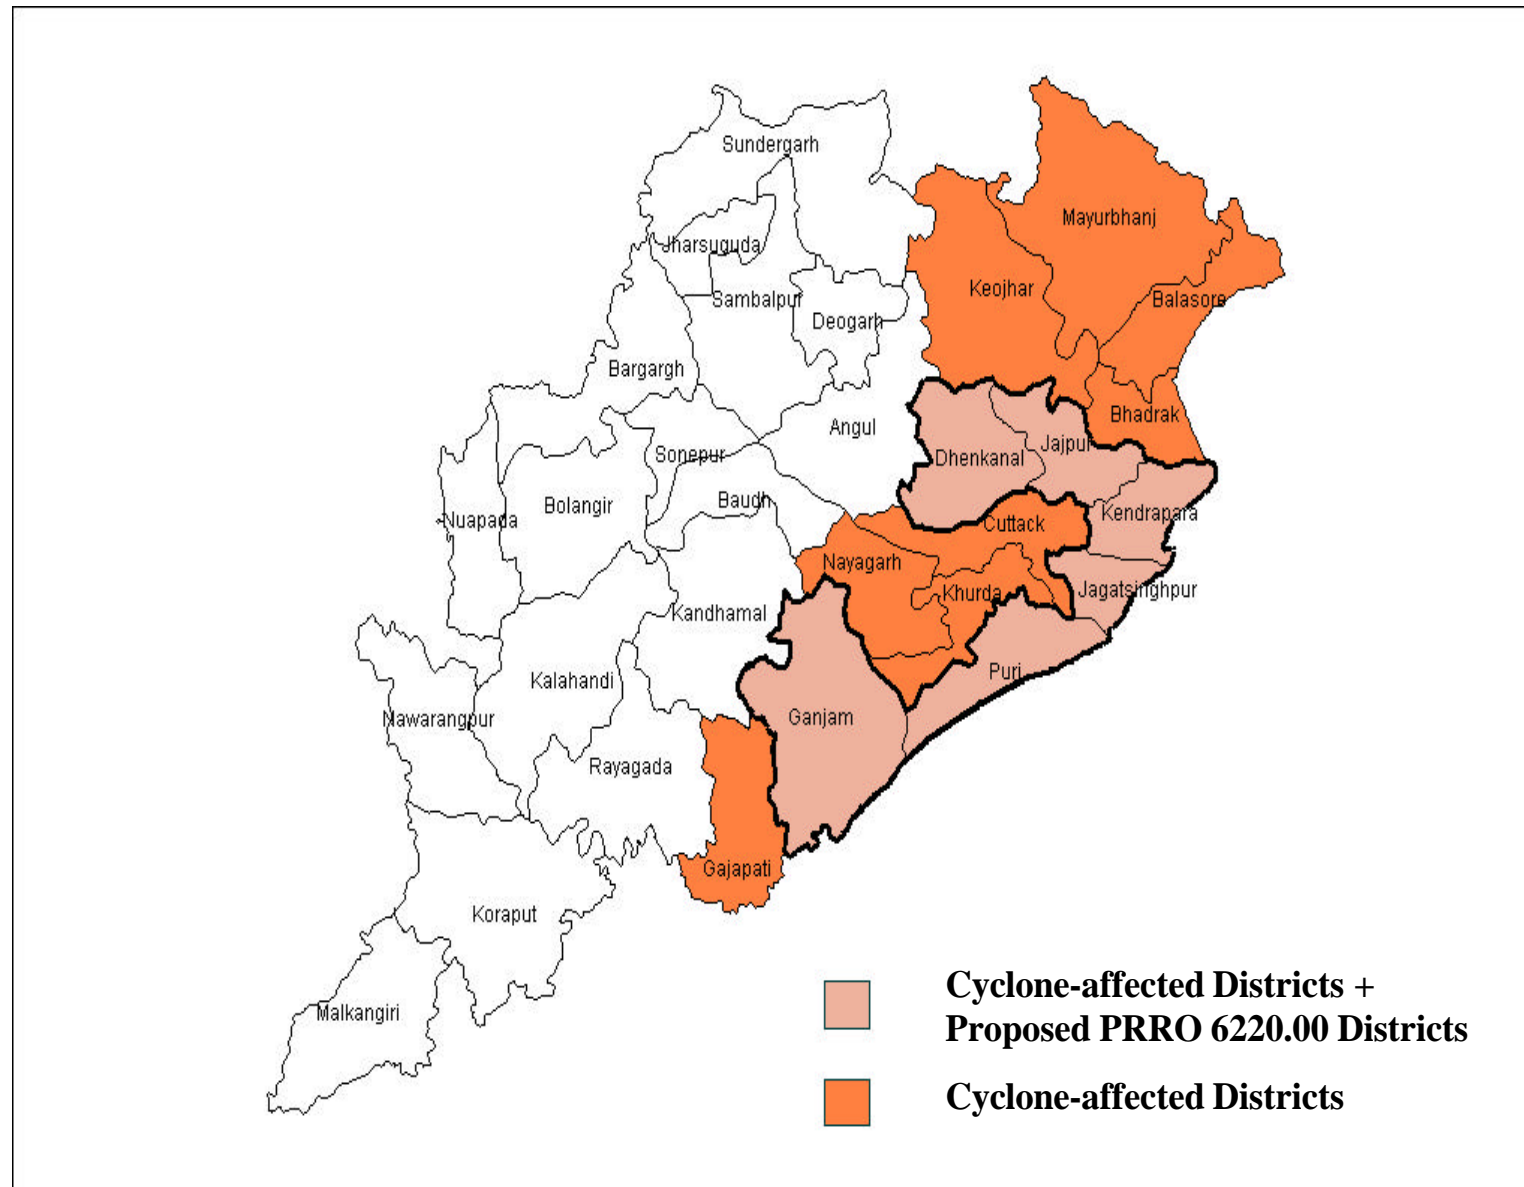 Sundergarh
Mayurbhanj
Jharsuguda
Keojhar
Sambalpur
Balasore
Deogarh
Bargargh
Bhadrak
Angul
Jajpur
Sonepur
Dhenkanal
Baudh
Bolangir
Kendrapara
Nuapada
Cuttack
Nayagarh
Jagatsinghpur
Khurda
Kandhamal
Puri
Kalahandi
Ganjam
Nawarangpur
Rayagada
Gajapati
Koraput
Malkangiri
Cyclone-affected Districts +
Proposed PRRO 6220.00 Districts
Cyclone-affected Districts